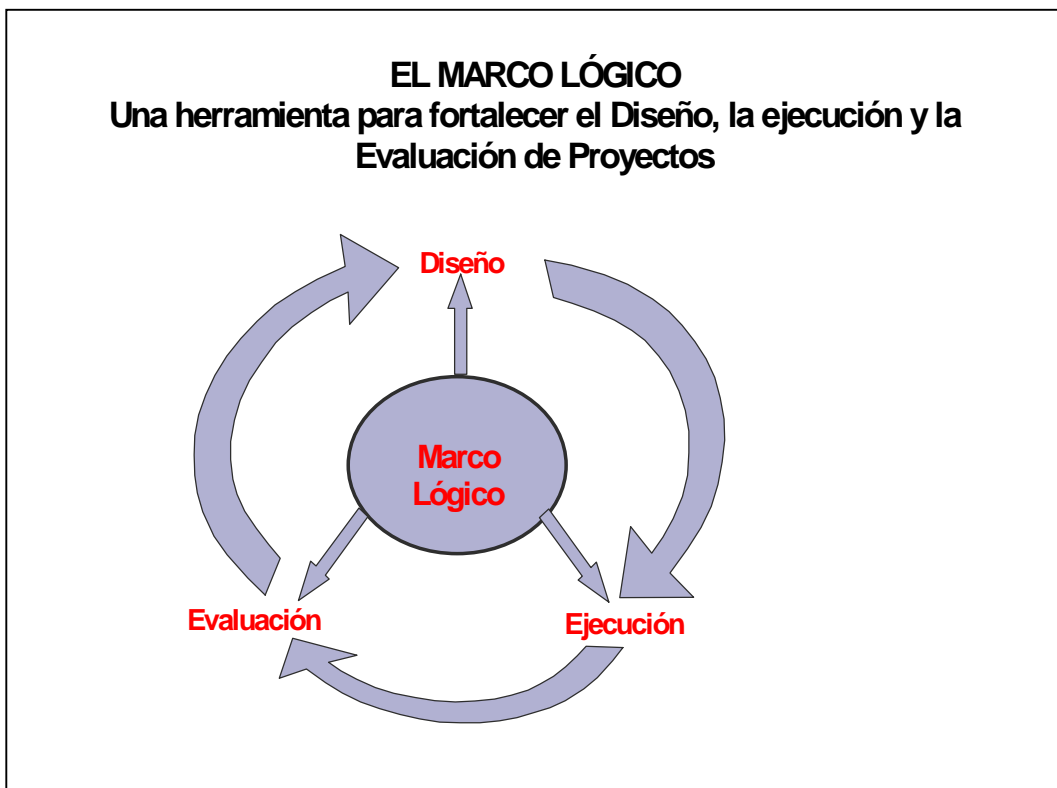 EL MARCO LÓGICO
Una herramienta para fortalecer el Diseño, la ejecución y la
Evaluación de Proyectos
Diseño
Marco
Lógico
Evaluación
Ejecución